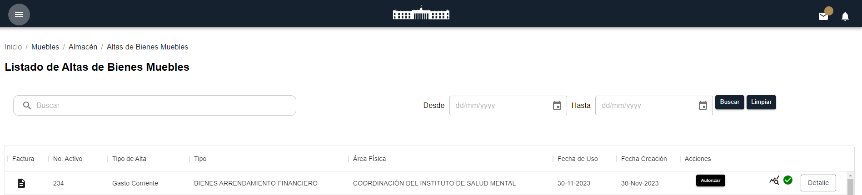 Inicio / Muebles / Almacén / Altas de Bienes Muebles
Listado de Altas de Bienes Muebles
Buscar
Desde dd/mm/yyyy Hasta dd/mm/yyyy Buscar Limpiar
Factura No. Activo Tipo de Alta Tipo Área Física Fecha de Uso Fecha Creación Acciones
234 Gasto Corriente BIENES ARRENDAMIENTO FINANCIERO COORDINACIÓN DEL INSTITUTO DE SALUD MENTAL 30-11-2023 30-Nov-2023 Autorizar Detalle